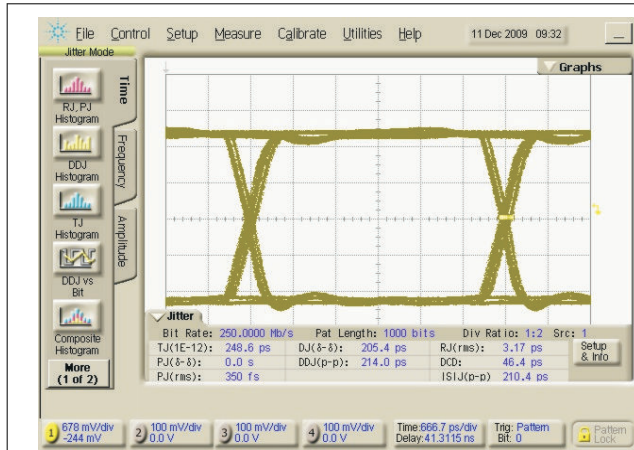 File Control Setup Measure Calibrate Utilities Help 11 Dec 2009 09:32
Jitter Mode
Graphs
RJ, PJ
Histogram
DDJ
Histogram
TJ
Histogram
DDJ vs
Bit
Composite
Histogram
More
(1 of 2)
Time
Frequency
Amplitude
Jitter
Bit Rate: 250.0000 Mb/s Pat Length: 1000 bits Div Ratio: 1:2 Src: 1
TJ(1E-12): 248.6 ps DJ(δ-δ): 205.4 ps RJ(rms): 3.17 ps
PJ(δ-δ): 0.0 s DDJ(p-p): 214.0 ps DCD: 46.4 ps
PJ(rms): 350 fs ISIJ(p-p) 210.4 ps
Setup
& Info
1) 678 mV/div
-244 mV
2) 100 mV/div
0.0 V
3) 100 mV/div
0.0 V
4) 100 mV/div
0.0 V
Time:666.7 ps/div
Delay:41.3115 ns
Trig: Pattern
Bit: 0
Pattern
Lock